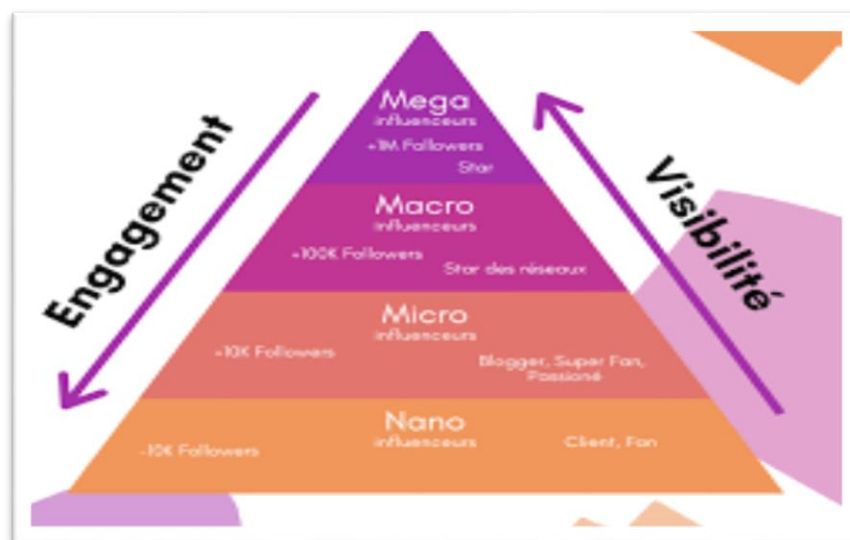 Engagement
Visibilité
Mega
influenceurs
+1M Followers
Star
Macro
influenceurs
+100K Followers
Star des réseaux
Micro
influenceurs
+10K Followers
Blogger, Super Fan,
Passioné
Nano
influenceurs
-10K Followers
Client, Fan